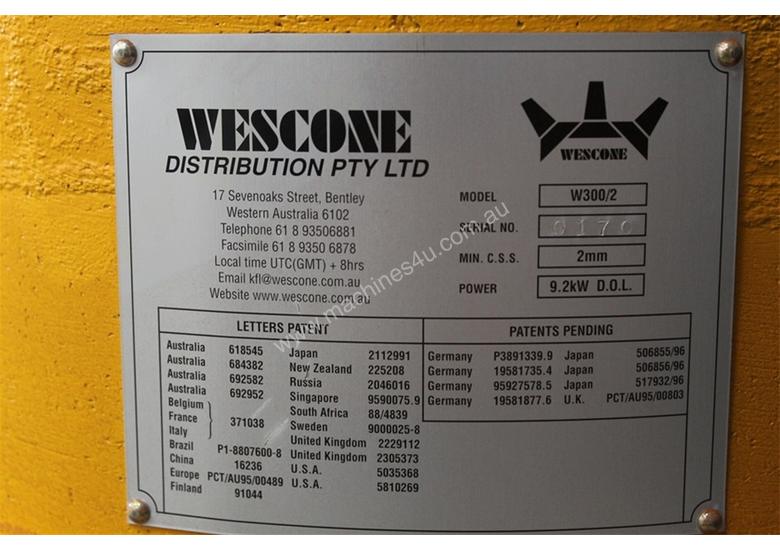 WESCONE
DISTRIBUTION PTY LTD
17 Sevenoaks Street, Bentley
Western Australia 6102
Telephone 61 8 93506881
Facsimile 61 8 9350 6878
Local time UTC(GMT) + 8hrs
Email kfl@wescone.com.au
Website www.wescone.com.au
WESCONE
MODEL W300/2
SERIAL NO. 0170
MIN. C.S.S. 2mm
POWER 9.2kW D.O.L.
LETTERS PATENT
Australia 618545 Japan 2112991
Australia 684382 New Zealand 225208
Australia 692582 Russia 2046016
Australia 692952 Singapore 9590075.9
Belgium South Africa 88/4839
France 371038 Sweden 9000025-8
Italy United Kingdom 2229112
Brazil P1-8807600-8 United Kingdom 2305373
China 16236 U.S.A. 5035368
Europe PCT/AU95/00489 U.S.A. 5810269
Finland 91044
PATENTS PENDING
Germany P3891339.9 Japan 506855/96
Germany 19581735.4 Japan 506856/96
Germany 95927578.5 Japan 517932/96
Germany 19581877.6 U.K. PCT/AU95/00803
www.machines4u.com.au